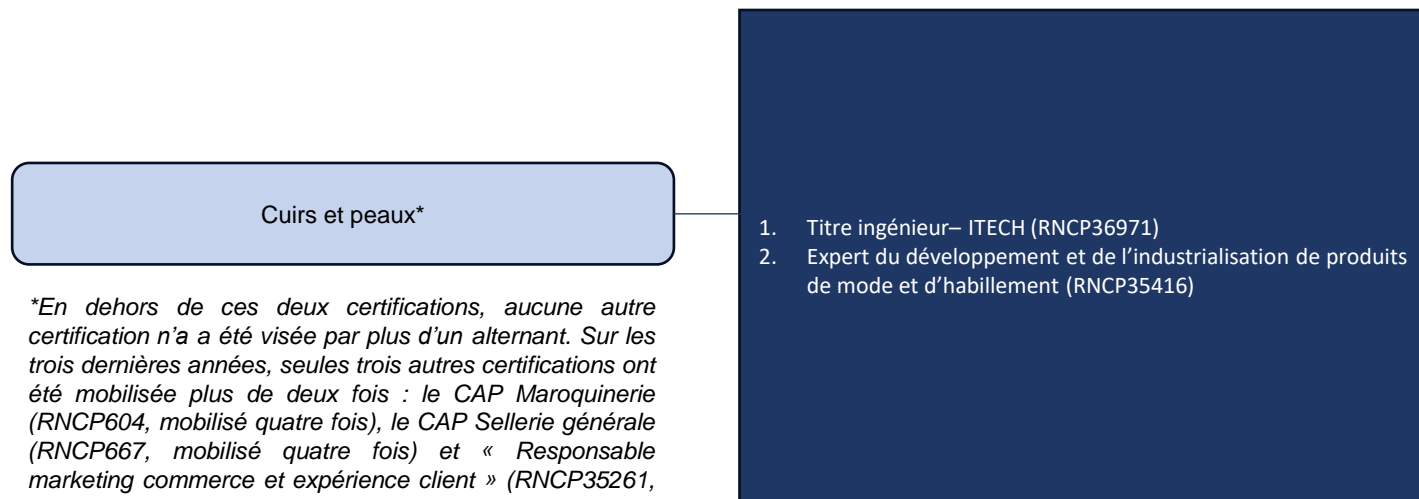 Cuirs et peaux*
*En dehors de ces deux certifications, aucune autre
certification n’a a été visée par plus d’un alternant. Sur les
trois dernières années, seules trois autres certifications ont
été mobilisée plus de deux fois : le CAP Maroquinerie
(RNCP604, mobilisé quatre fois), le CAP Sellerie générale
(RNCP667, mobilisé quatre fois) et « Responsable
marketing commerce et expérience client » (RNCP35261,
1. Titre ingénieur– ITECH (RNCP36971)
2. Expert du développement et de l’industrialisation de produits
de mode et d’habillement (RNCP35416)